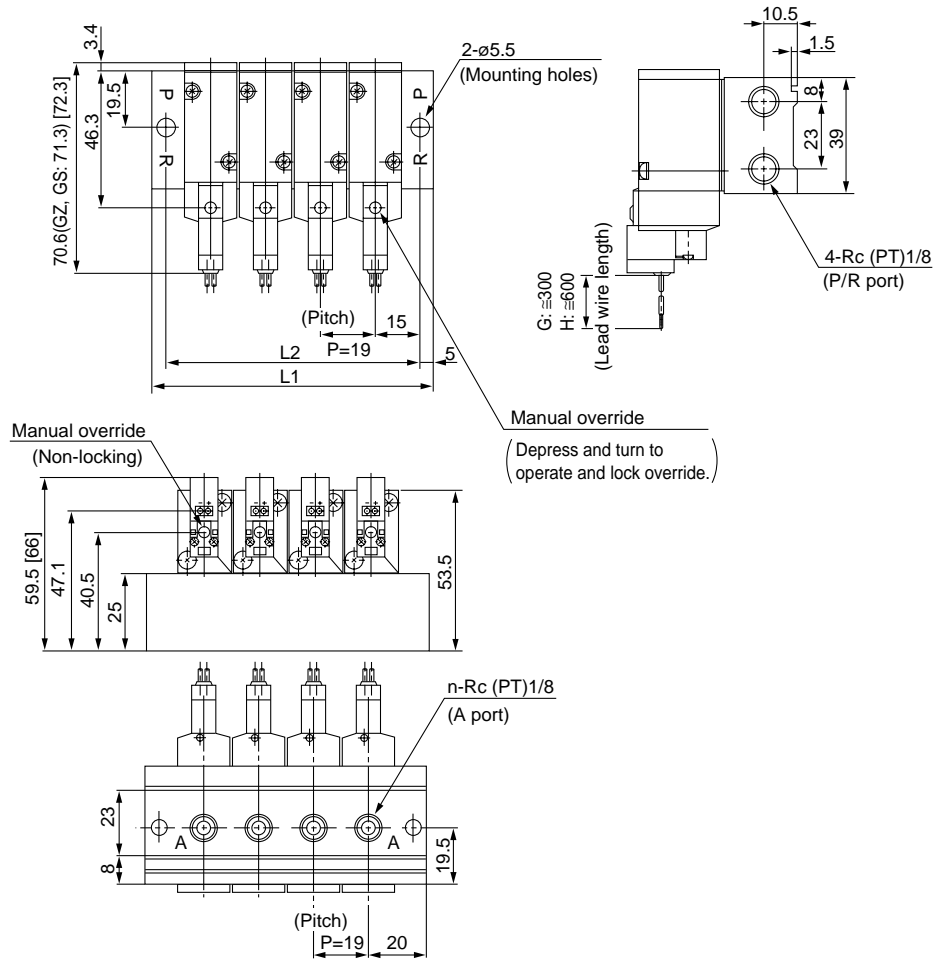 3.4
19.5
46.3
70.6(GZ, GS: 71.3) [72.3]
P
R
P
R
2-ø5.5
(Mounting holes)
(Pitch)
P=19
15
L2
5
L1
Manual override
(Depress and turn to
operate and lock override.)
10.5
1.5
8
23
39
4-Rc (PT)1/8
(P/R port)
G: ≅300
H: ≅600
(Lead wire length)
Manual override
(Non-locking)
59.5 [66]
47.1
40.5
25
53.5
- +
- +
- +
- +
n-Rc (PT)1/8
(A port)
23
8
A
A
19.5
(Pitch)
P=19
20